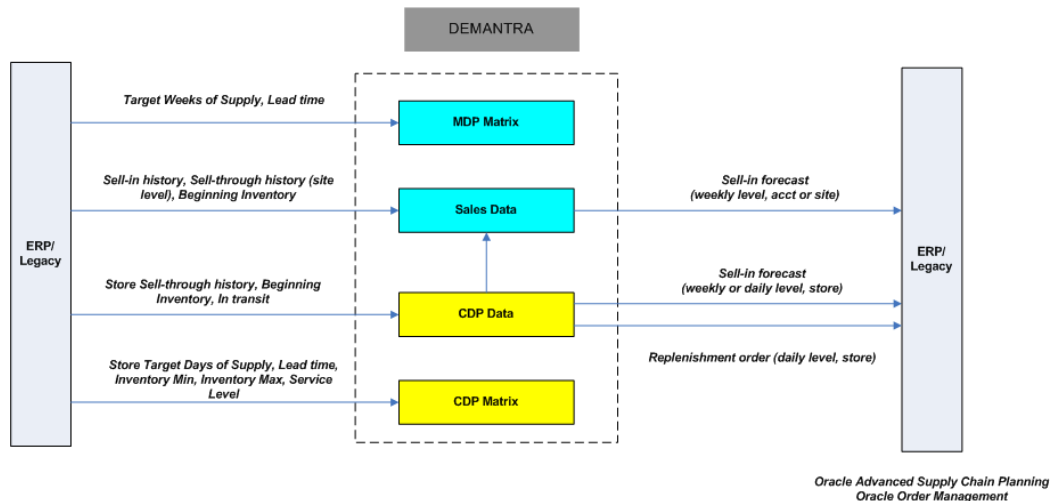 DEMANTRA
Target Weeks of Supply, Lead time
MDP Matrix
Sell-in history, Sell-through history (site
level), Beginning Inventory
Sales Data
Sell-in forecast
(weekly level, acct or site)
ERP/
Legacy
ERP/
Legacy
Store Sell-through history, Beginning
Inventory, In transit
CDP Data
Sell-in forecast
(weekly or daily level, store)
Replenishment order (daily level, store)
Store Target Days of Supply, Lead time,
Inventory Min, Inventory Max, Service
Level
CDP Matrix
Oracle Advanced Supply Chain Planning
Oracle Order Management